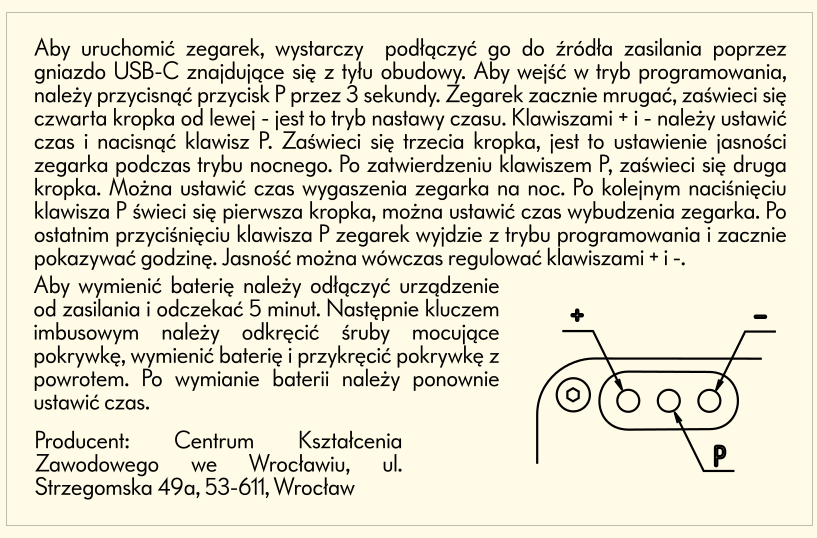 Aby uruchomić zegarek, wystarczy podłączyć go do źródła zasilania poprzez
gniazdo USB-C znajdujące się z tyłu obudowy. Aby wejść w tryb programowania,
należy przycisnąć przycisk P przez 3 sekundy. Zegarek zacznie mrugać, zaświeci się
czwarta kropka od lewej - jest to tryb nastawy czasu. Klawiszami + i - należy ustawić
czas i nacisnąć klawisz P. Zaświeci się trzecia kropka, jest to ustawienie jasności
zegarka podczas trybu nocnego. Po zatwierdzeniu klawiszem P, zaświeci się druga
kropka. Można ustawić czas wygaszenia zegarka na noc. Po kolejnym naciśnięciu
klawisza P świeci się pierwsza kropka, można ustawić czas wybudzenia zegarka. Po
ostatnim przyciśnięciu klawisza P zegarek wyjdzie z trybu programowania i zacznie
pokazywać godzinę. Jasność można wówczas regulować klawiszami + i -.
Aby wymienić baterię należy odłączyć urządzenie
od zasilania i odczekać 5 minut. Następnie kluczem
imbusowym należy odkręcić śruby mocujące
pokrywkę, wymienić baterię i przykręcić pokrywkę z
powrotem. Po wymianie baterii należy ponownie
ustawić czas.
Producent: Centrum Kształcenia
Zawodowego we Wrocławiu, ul.
Strzegomska 49a, 53-611, Wrocław
+
-
P